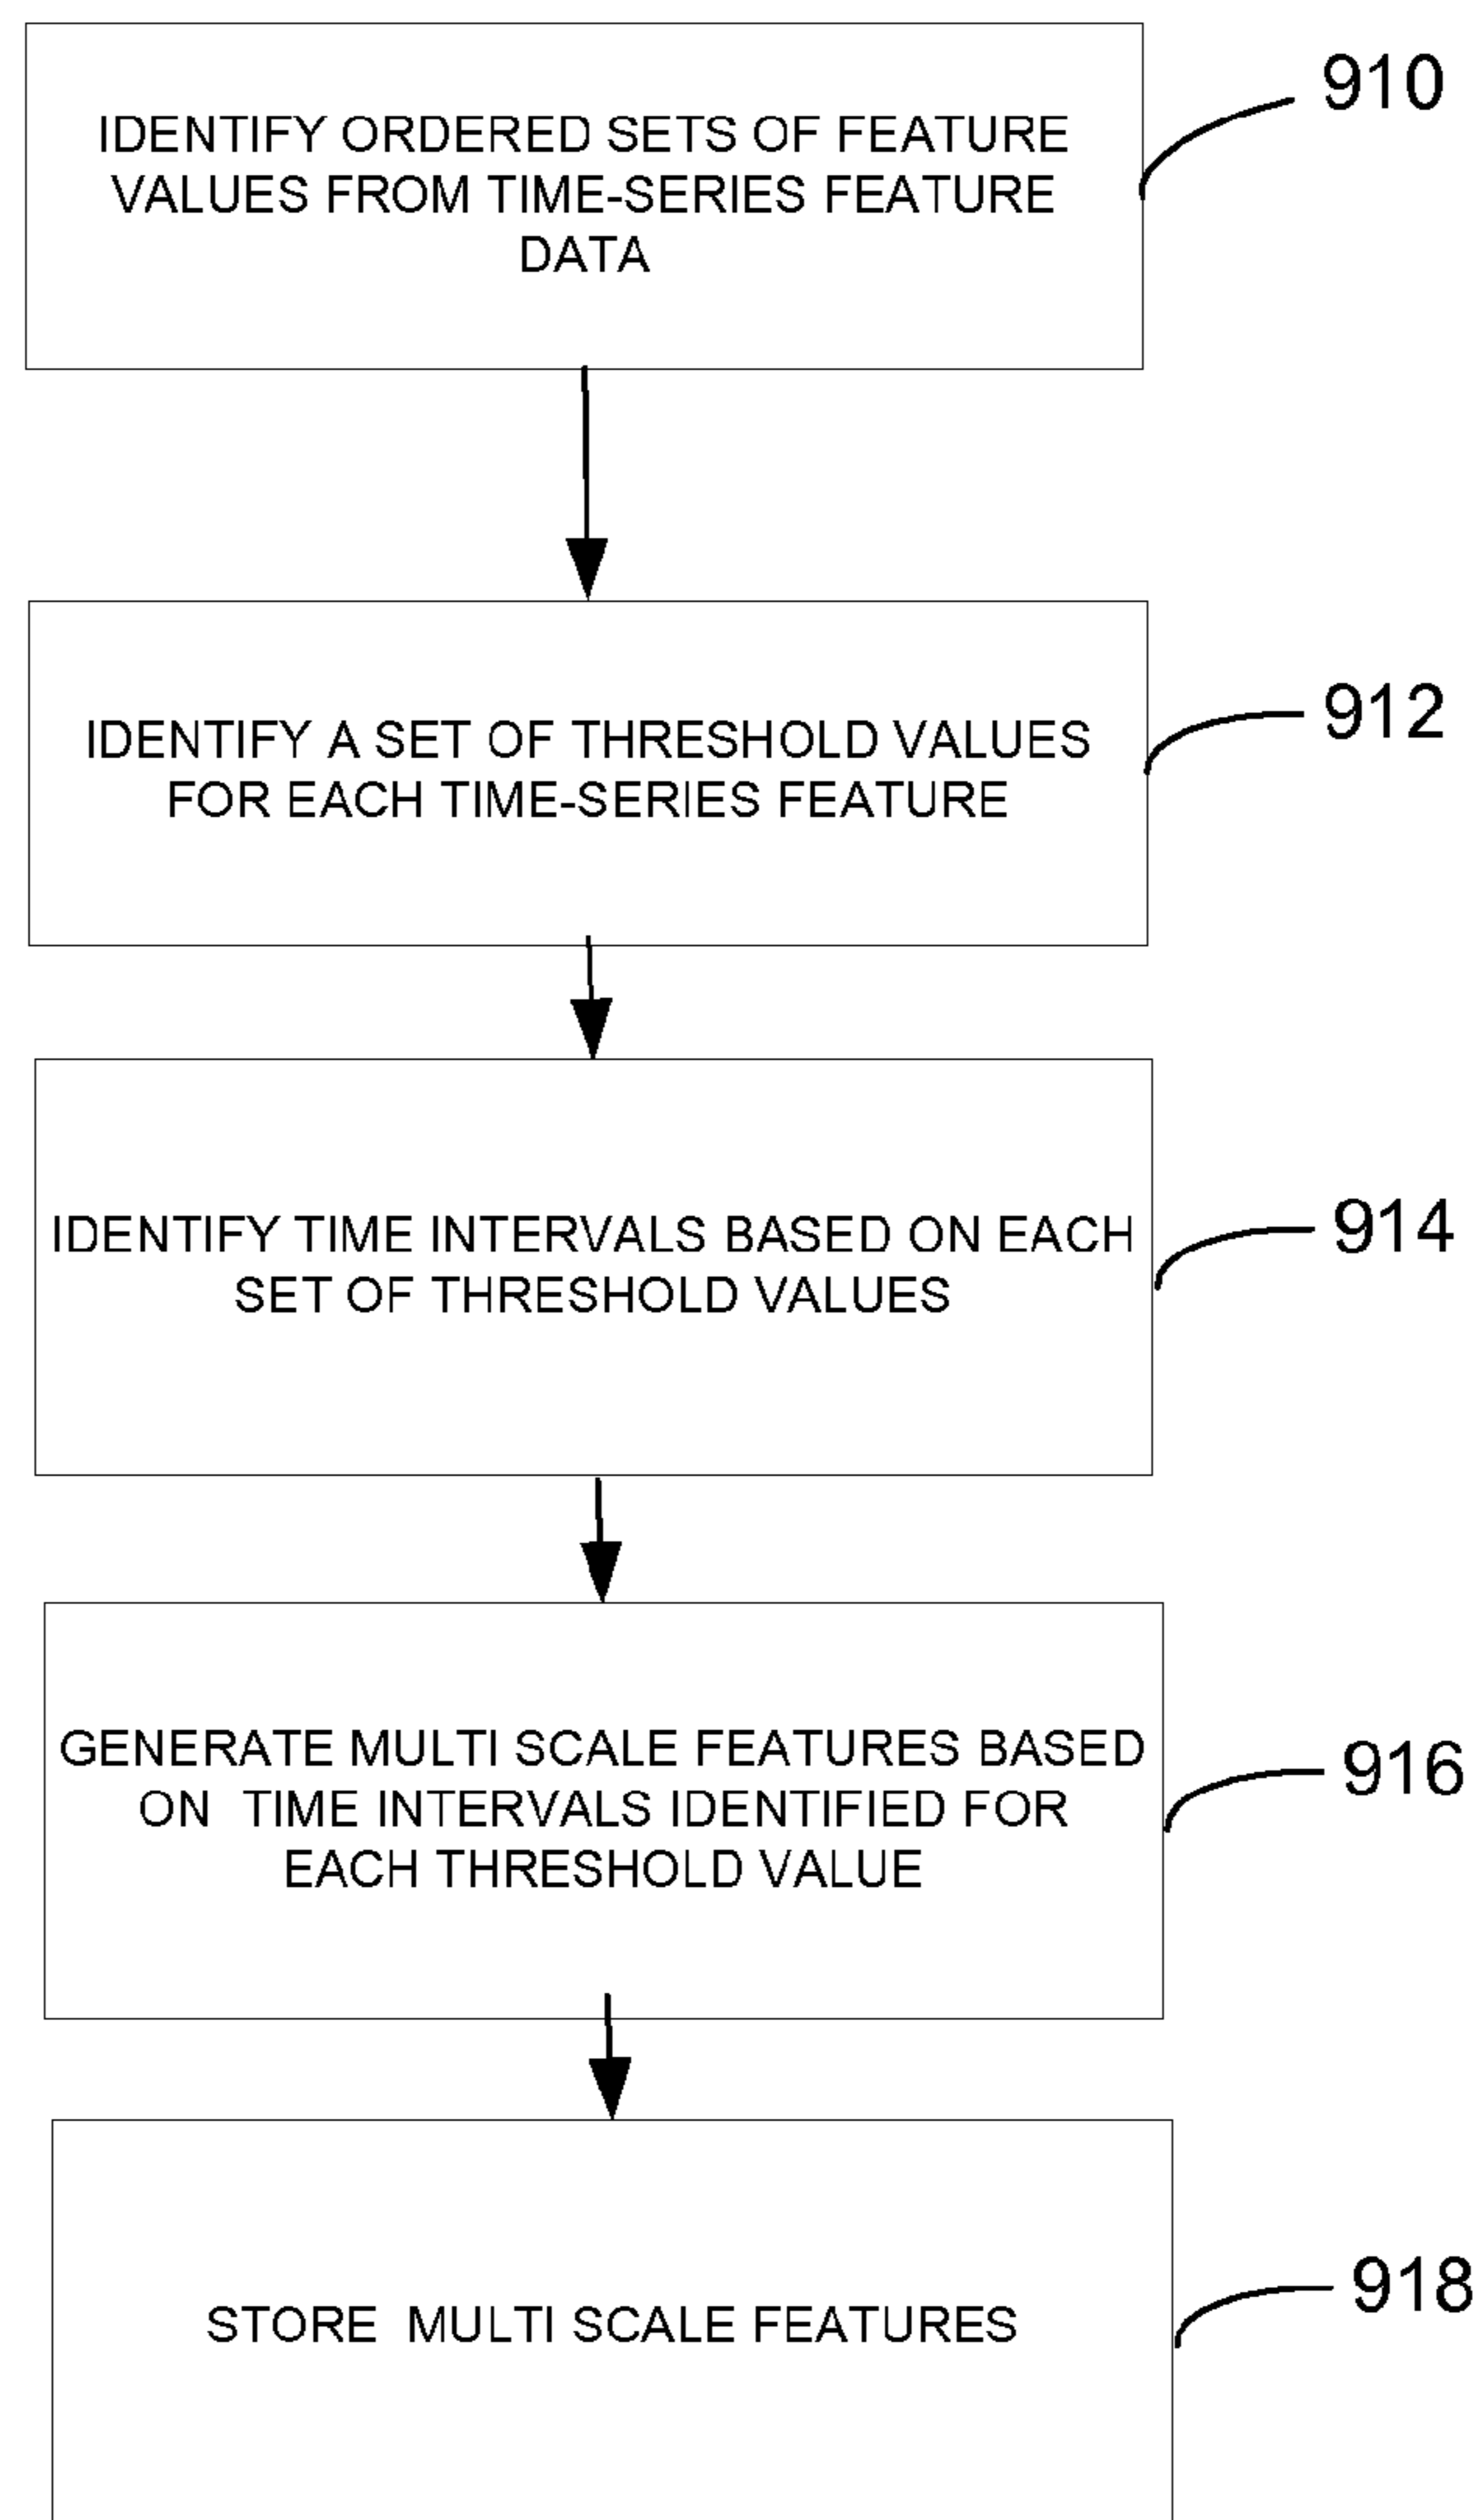 910
IDENTIFY ORDERED SETS OF FEATURE
VALUES FROM TIME-SERIES FEATURE
DATA
912
IDENTIFY A SET OF THRESHOLD VALUES
FOR EACH TIME-SERIES FEATURE
914
IDENTIFY TIME INTERVALS BASED ON EACH
SET OF THRESHOLD VALUES
916
GENERATE MULTI SCALE FEATURES BASED
ON TIME INTERVALS IDENTIFIED FOR
EACH THRESHOLD VALUE
918
STORE MULTI SCALE FEATURES